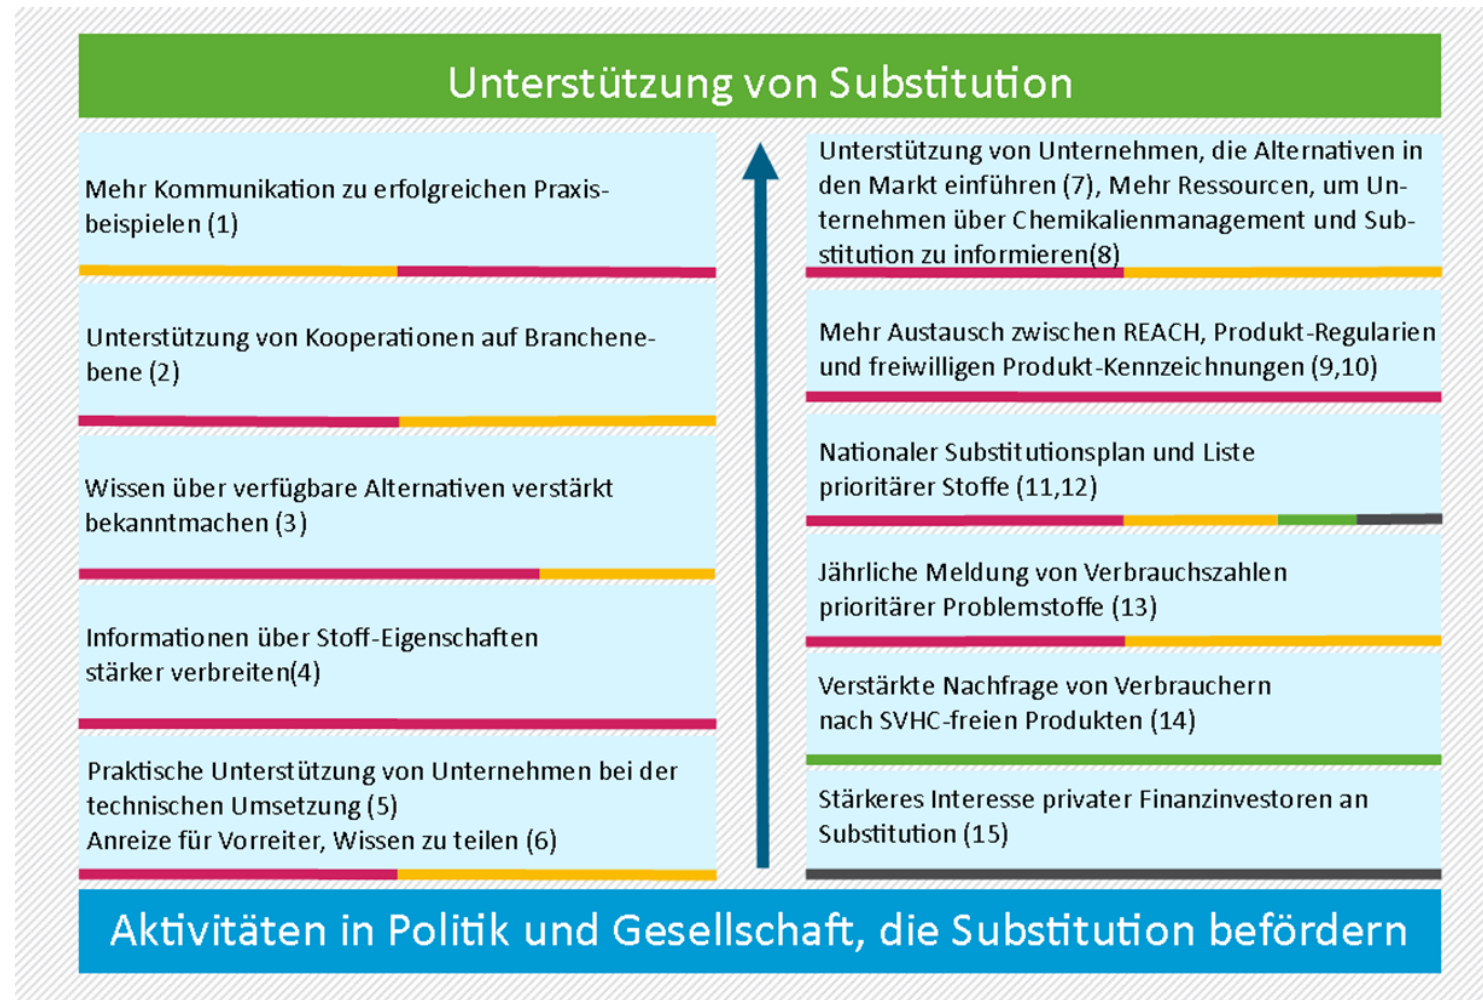 Unterstützung von Substitution
Mehr Kommunikation zu erfolgreichen Praxis-
beispielen (1)
Unterstützung von Kooperationen auf Branchene-
bene (2)
Wissen über verfügbare Alternativen verstärkt
bekanntmachen (3)
Informationen über Stoff-Eigenschaften
stärker verbreiten(4)
Praktische Unterstützung von Unternehmen bei der
technischen Umsetzung (5)
Anreize für Vorreiter, Wissen zu teilen (6)
Unterstützung von Unternehmen, die Alternativen in
den Markt einführen (7), Mehr Ressourcen, um Un-
ternehmen über Chemikalienmanagement und Sub-
stitution zu informieren(8)
Mehr Austausch zwischen REACH, Produkt-Regularien
und freiwilligen Produkt-Kennzeichnungen (9,10)
Nationaler Substitutionsplan und Liste
prioritärer Stoffe (11,12)
Jährliche Meldung von Verbrauchszahlen
prioritärer Problemstoffe (13)
Verstärkte Nachfrage von Verbrauchern
nach SVHC-freien Produkten (14)
Stärkeres Interesse privater Finanzinvestoren an
Substitution (15)
Aktivitäten in Politik und Gesellschaft, die Substitution befördern